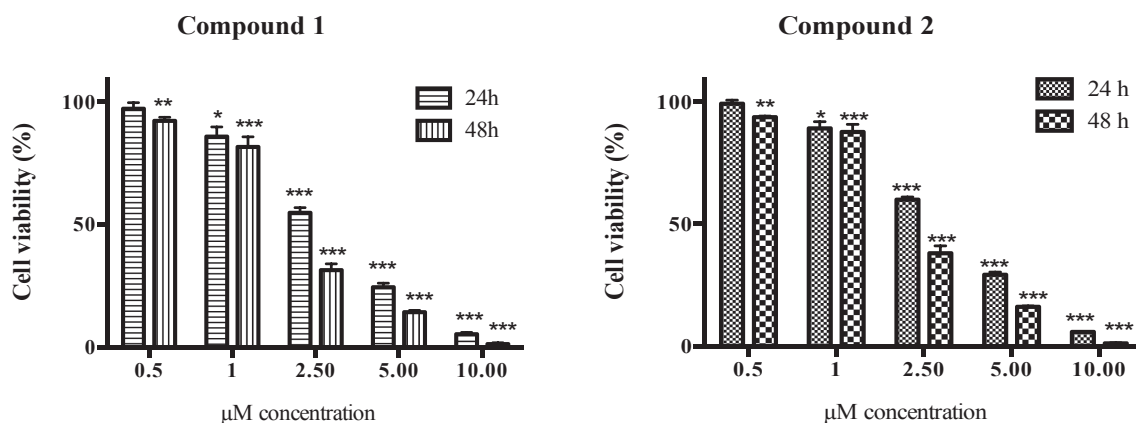 Compound 1
Cell viability (%)
100
50
0
** * *** *** *** *** *** *** ***
24h
48h
0.5 1 2.50 5.00 10.00
μM concentration
Compound 2
Cell viability (%)
100
50
0
** * *** *** *** *** *** *** ***
24 h
48 h
0.5 1 2.50 5.00 10.00
μM concentration